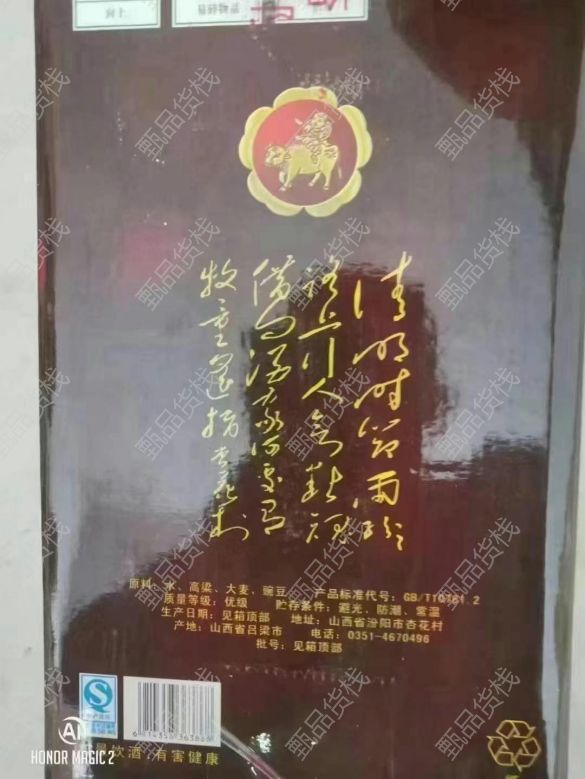 清明时节雨纷纷
路上行人欲断魂
借问酒家何处有
牧童遥指杏花村
原料：水、高粱、大麦、豌豆 产品标准代号：GB/T10781.2
质量等级：优级 贮存条件：避光、防潮、常温
生产日期：见箱顶部 地址：山西省汾阳市杏花村
产地：山西省吕梁市 电话：0351-4670496
批号：见箱顶部
QS
饮酒，有害健康
HONOR MAGIC 2
甄品货栈